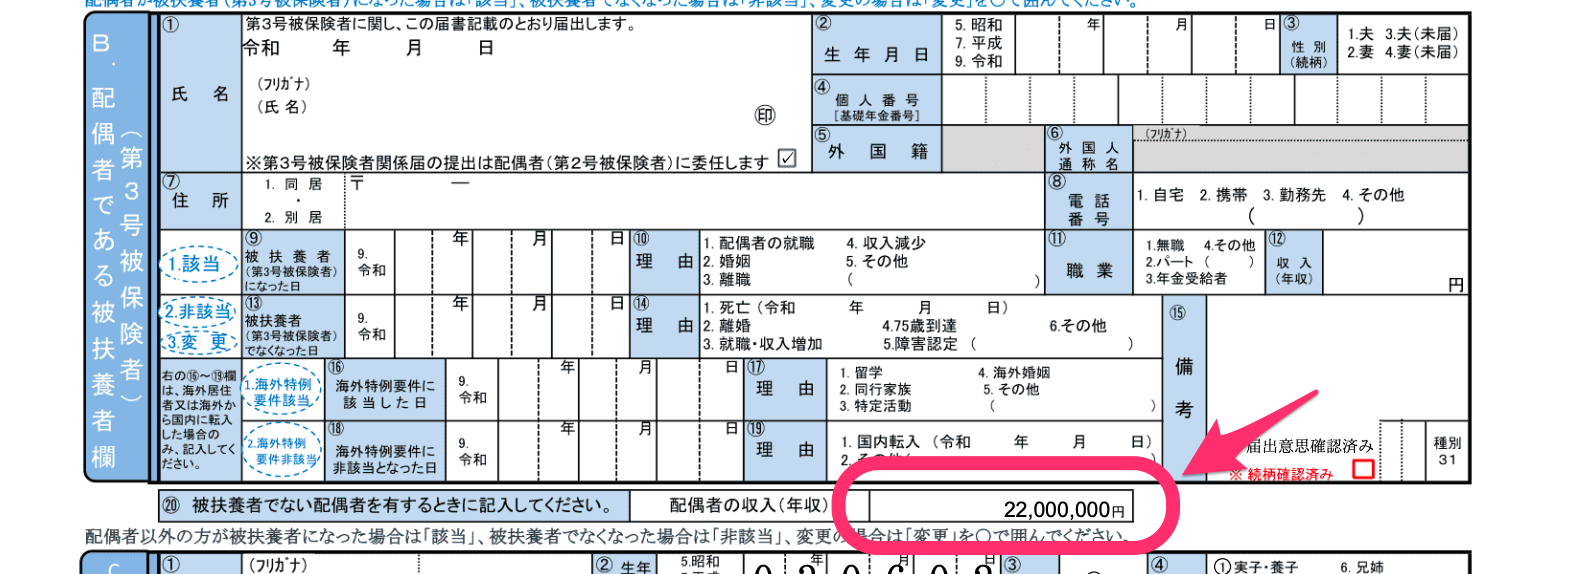 配偶者が被扶養者(第3号被保険者)になった場合は「該当」、被扶養者でなくなった場合は「非該当」、変更の場合は「変更」を〇で囲んでください。
B.配偶者である被扶養者欄
(第3号被保険者)
① 氏名
第3号被保険者に関し、この届書記載のとおり届出します。
令和 年 月 日
(フリガナ)
(氏 名)
㊞
※第3号被保険者関係届の提出は配偶者(第2号被保険者)に委任します ☑
② 生年月日
5.昭和
7.平成
9.令和
年 月 日
③ 性別
(続柄)
1.夫 3.夫(未届)
2.妻 4.妻(未届)
④ 個人番号
[基礎年金番号]
⑤ 外国籍
⑥ 外国人
通称名
(フリガナ)
⑦ 住所
1.同居
・
2.別居
〒 ―
⑧ 電話
番号
1.自宅 2.携帯 3.勤務先 4.その他
( )
1.該当
⑨ 被扶養者
(第3号被保険者)
になった日
9.
令和
年 月 日
⑩ 理由
1.配偶者の就職 4.収入減少
2.婚姻 5.その他
3.離職 ( )
⑪ 職業
1.無職 4.その他
2.パート ( )
3.年金受給者
⑫ 収入
(年収)
円
2.非該当
3.変更
⑬ 被扶養者
(第3号被保険者)
でなくなった日
9.
令和
年 月 日
⑭ 理由
1.死亡(令和 年 月 日)
2.離婚 4.75歳到達 6.その他
3.就職・収入増加 5.障害認定 ( )
⑮ 備考
右の⑯~⑲欄
は、海外居住
者又は海外か
ら国内に転入
した場合の
み、記入してく
ださい。
1.海外特例
要件該当
⑯ 海外特例要件に
該当した日
9.
令和
年 月 日
⑰ 理由
1.留学 4.海外婚姻
2.同行家族 5.その他
3.特定活動 ( )
2.海外特例
要件非該当
⑱ 海外特例要件に
非該当となった日
9.
令和
年 月 日
⑲ 理由
1.国内転入(令和 年 月 日)
2.その他( )
届出意思確認済み
※ 続柄確認済み
種別
31
⑳ 被扶養者でない配偶者を有するときに記入してください。 配偶者の収入(年収) 22,000,000円
配偶者以外の方が被扶養者になった場合は「該当」、被扶養者でなくなった場合は「非該当」、変更の場合は「変更」を〇で囲んでください。
C
① (フリガナ)
② 生年
5.昭和
年 月 日
③
④ ①実子・養子 6.兄姉